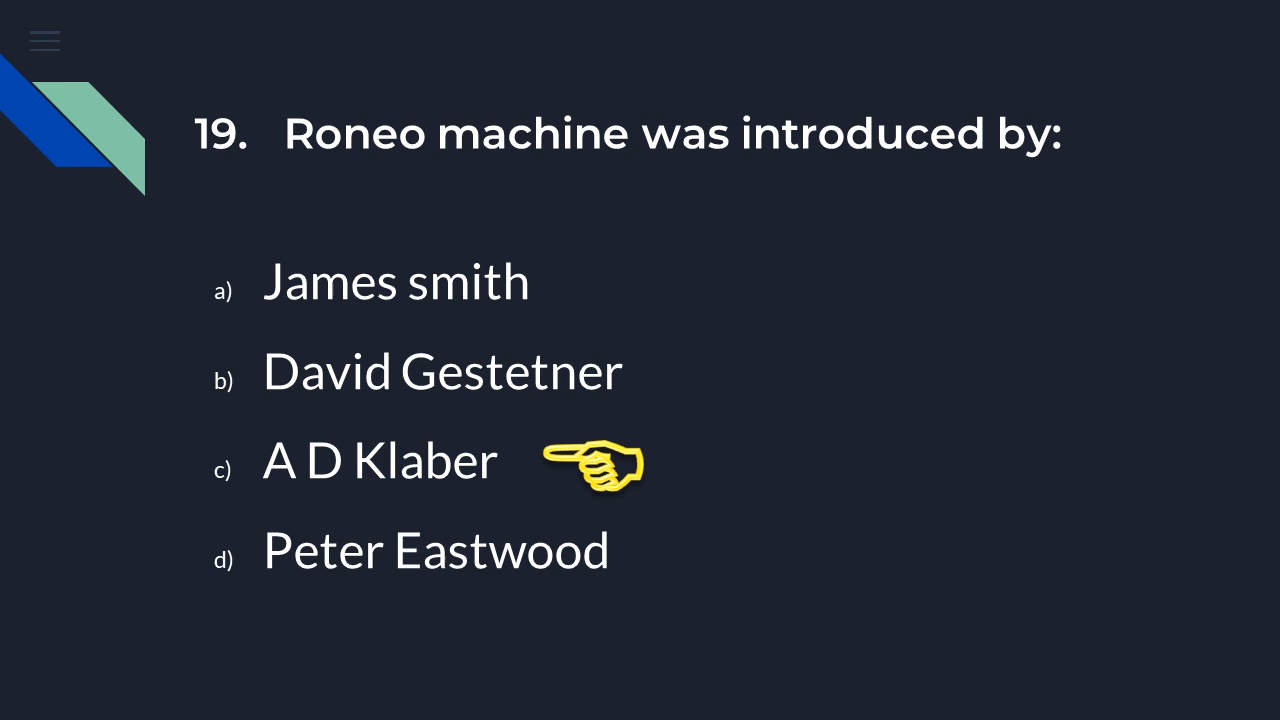 19. Roneo machine was introduced by:
a) James smith
b) David Gestetner
c) A D Klaber
d) Peter Eastwood